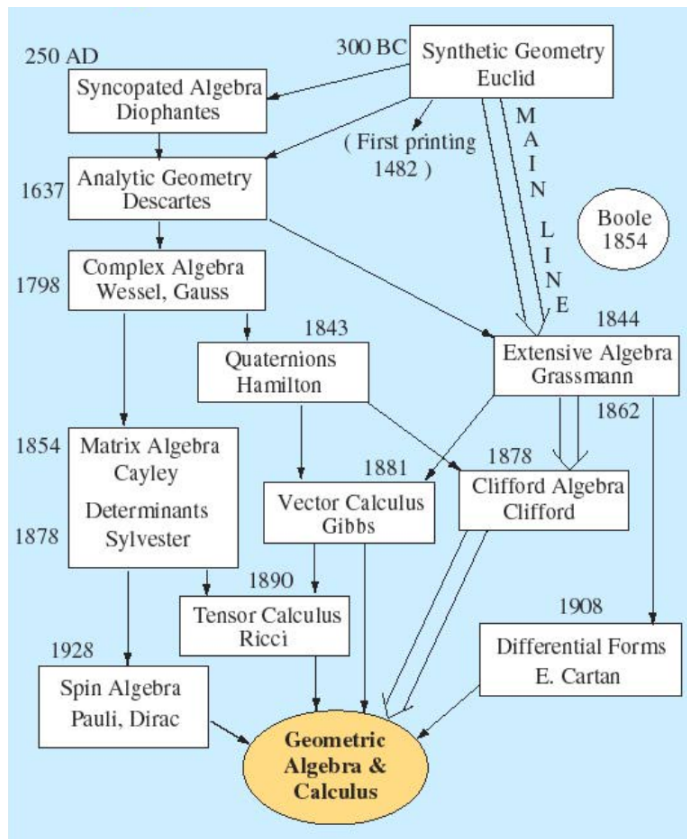 300 BC
Synthetic Geometry
Euclid
250 AD
Syncopated Algebra
Diophantes
( First printing
1482 )
MAIN LINE
1637
Analytic Geometry
Descartes
Boole
1854
1798
Complex Algebra
Wessel, Gauss
1843
Quaternions
Hamilton
1844
Extensive Algebra
Grassmann
1862
1854
Matrix Algebra
Cayley
Determinants
1878
Sylvester
1881
Vector Calculus
Gibbs
1878
Clifford Algebra
Clifford
1890
Tensor Calculus
Ricci
1908
Differential Forms
E. Cartan
1928
Spin Algebra
Pauli, Dirac
Geometric
Algebra &
Calculus